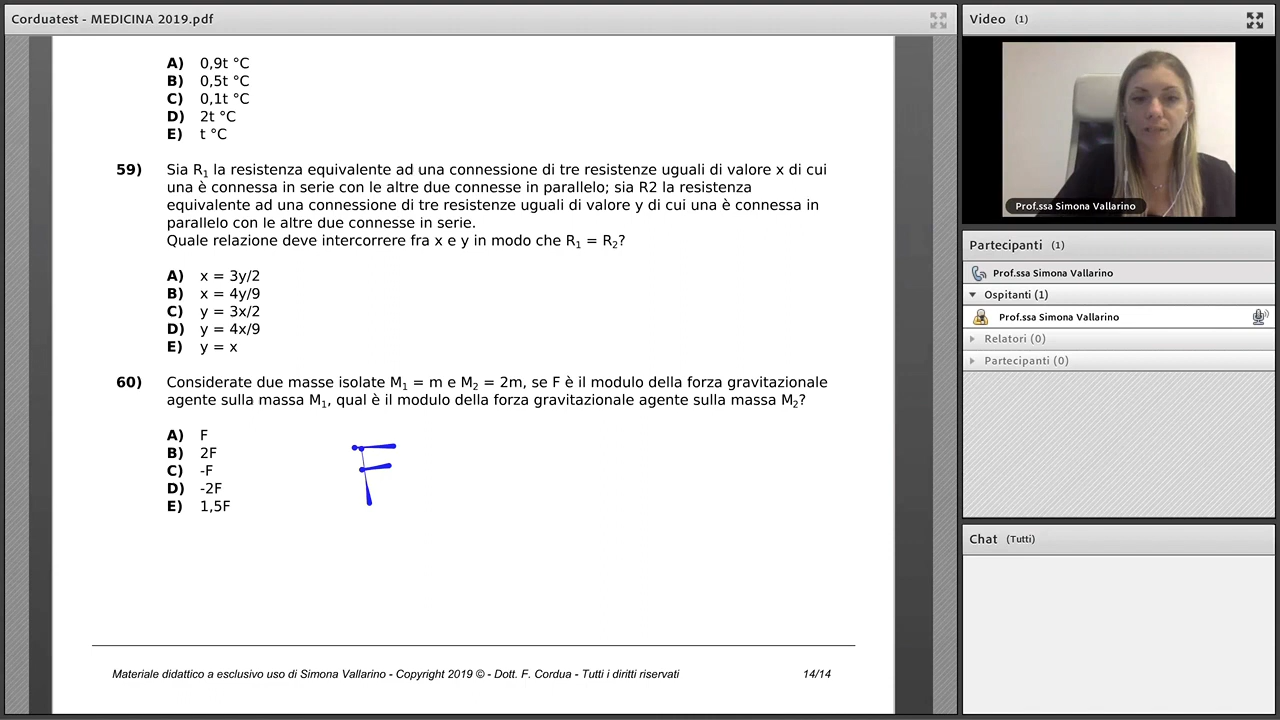 Corduatest - MEDICINA 2019.pdf
A) 0,9t °C
B) 0,5t °C
C) 0,1t °C
D) 2t °C
E) t °C
59) Sia R₁ la resistenza equivalente ad una connessione di tre resistenze uguali di valore x di cui
una è connessa in serie con le altre due connesse in parallelo; sia R2 la resistenza
equivalente ad una connessione di tre resistenze uguali di valore y di cui una è connessa in
parallelo con le altre due connesse in serie.
Quale relazione deve intercorrere fra x e y in modo che R₁ = R₂?
A) x = 3y/2
B) x = 4y/9
C) y = 3x/2
D) y = 4x/9
E) y = x
60) Considerate due masse isolate M₁ = m e M₂ = 2m, se F è il modulo della forza gravitazionale
agente sulla massa M₁, qual è il modulo della forza gravitazionale agente sulla massa M₂?
A) F
B) 2F
C) -F
D) -2F
E) 1,5F
F
Materiale didattico a esclusivo uso di Simona Vallarino - Copyright 2019 © - Dott. F. Cordua - Tutti i diritti riservati 14/14
Video (1)
Prof.ssa Simona Vallarino
Partecipanti (1)
Prof.ssa Simona Vallarino
Ospitanti (1)
Prof.ssa Simona Vallarino
Relatori (0)
Partecipanti (0)
Chat (Tutti)